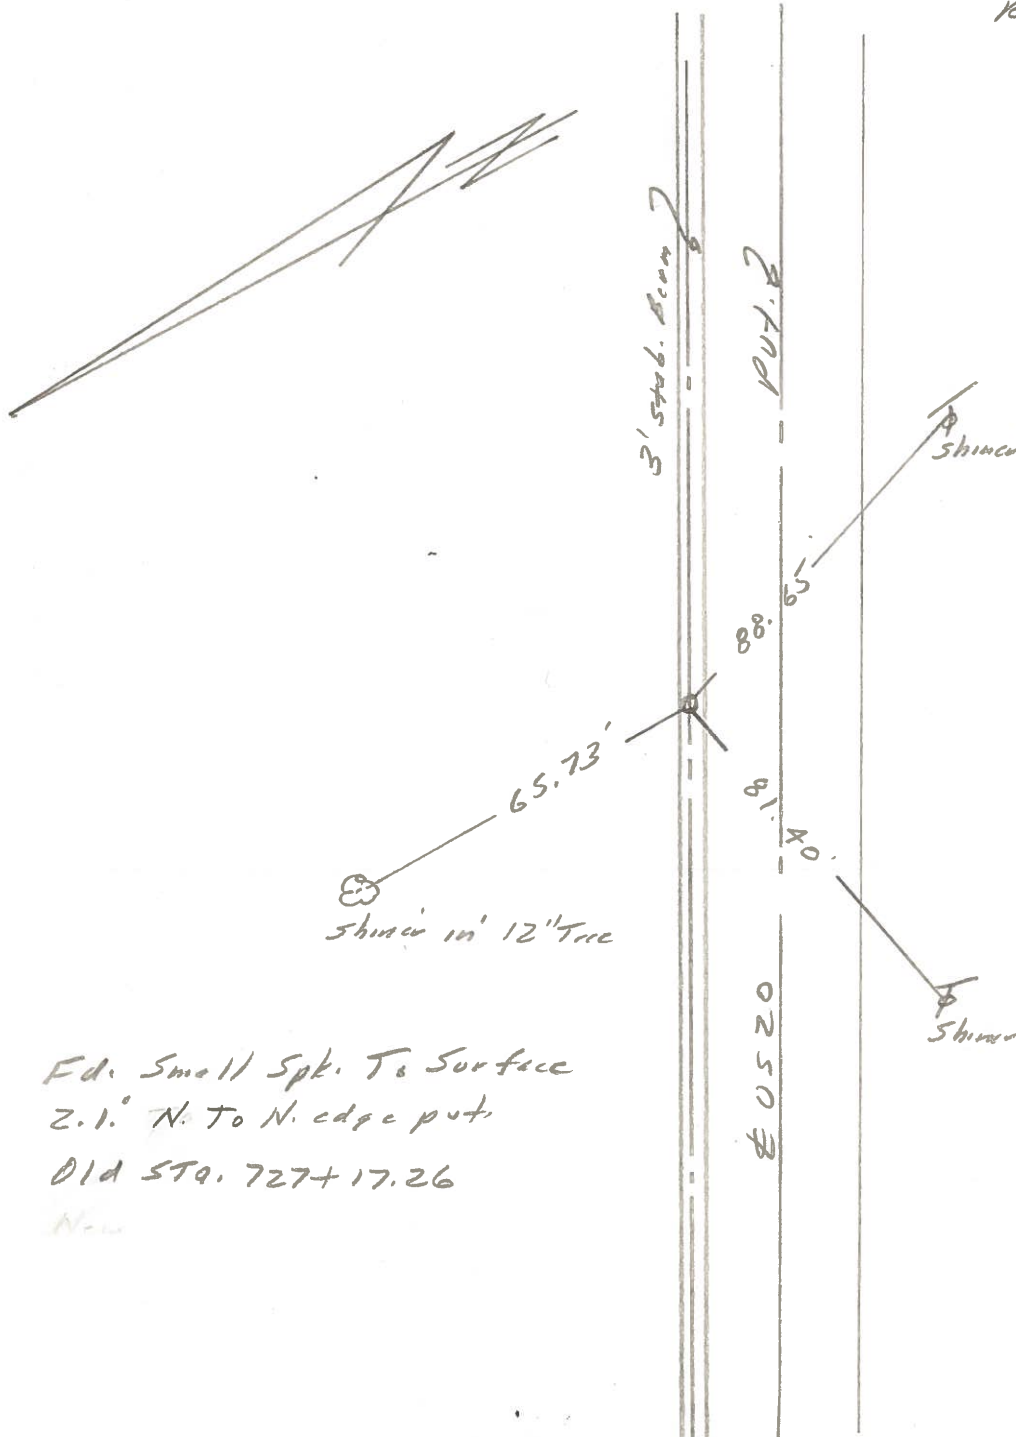 N
3' Stab. Berm
Pvt.
Shiner
88.65'
65.73'
81.40'
Shiner in 12" Tree
Shiner
℄ US 20
Fd. Small Spk. To Surface
2.1' N. To N. edge pvt.
Old STa. 727+17.26
New